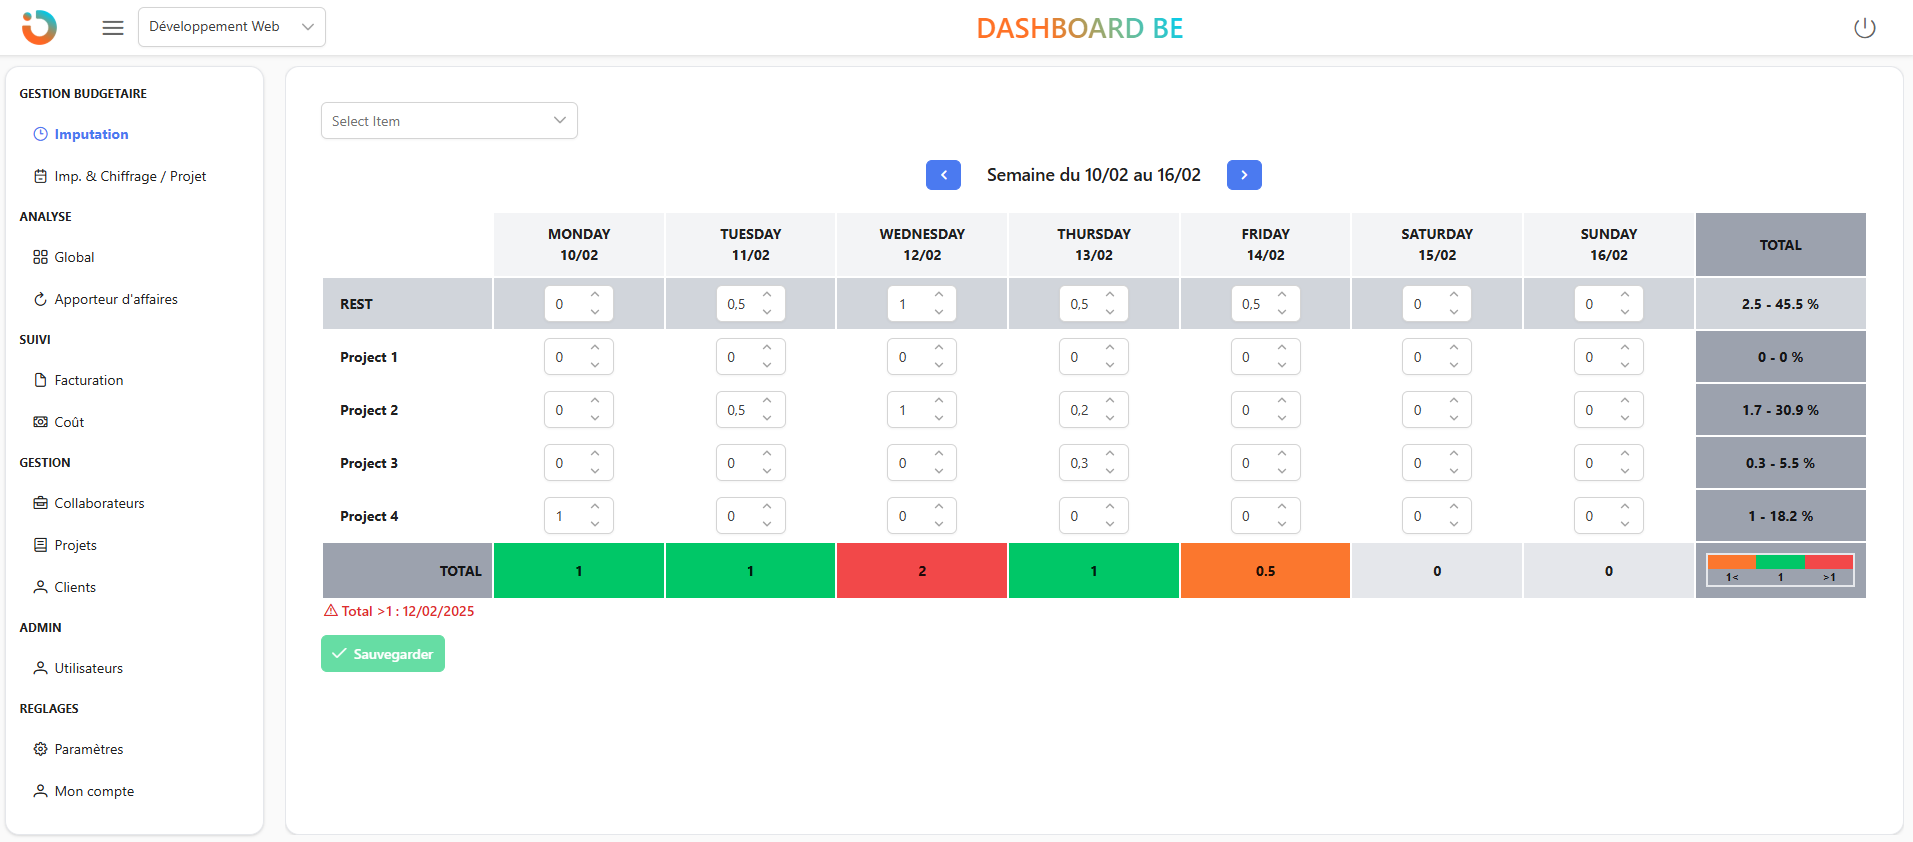 Développement Web
DASHBOARD BE
GESTION BUDGETAIRE
Imputation
Imp. & Chiffrage / Projet
ANALYSE
Global
Apporteur d'affaires
SUIVI
Facturation
Coût
GESTION
Collaborateurs
Projets
Clients
ADMIN
Utilisateurs
REGLAGES
Paramètres
Mon compte
Select Item
Semaine du 10/02 au 16/02
MONDAY 10/02 TUESDAY 11/02 WEDNESDAY 12/02 THURSDAY 13/02 FRIDAY 14/02 SATURDAY 15/02 SUNDAY 16/02 TOTAL
REST 0 0,5 1 0,5 0,5 0 0 2.5 - 45.5 %
Project 1 0 0 0 0 0 0 0 0 - 0 %
Project 2 0 0,5 1 0,2 0 0 0 1.7 - 30.9 %
Project 3 0 0 0 0,3 0 0 0 0.3 - 5.5 %
Project 4 1 0 0 0 0 0 0 1 - 18.2 %
TOTAL 1 1 2 1 0.5 0 0 1< 1 >1
Total >1 : 12/02/2025
Sauvegarder